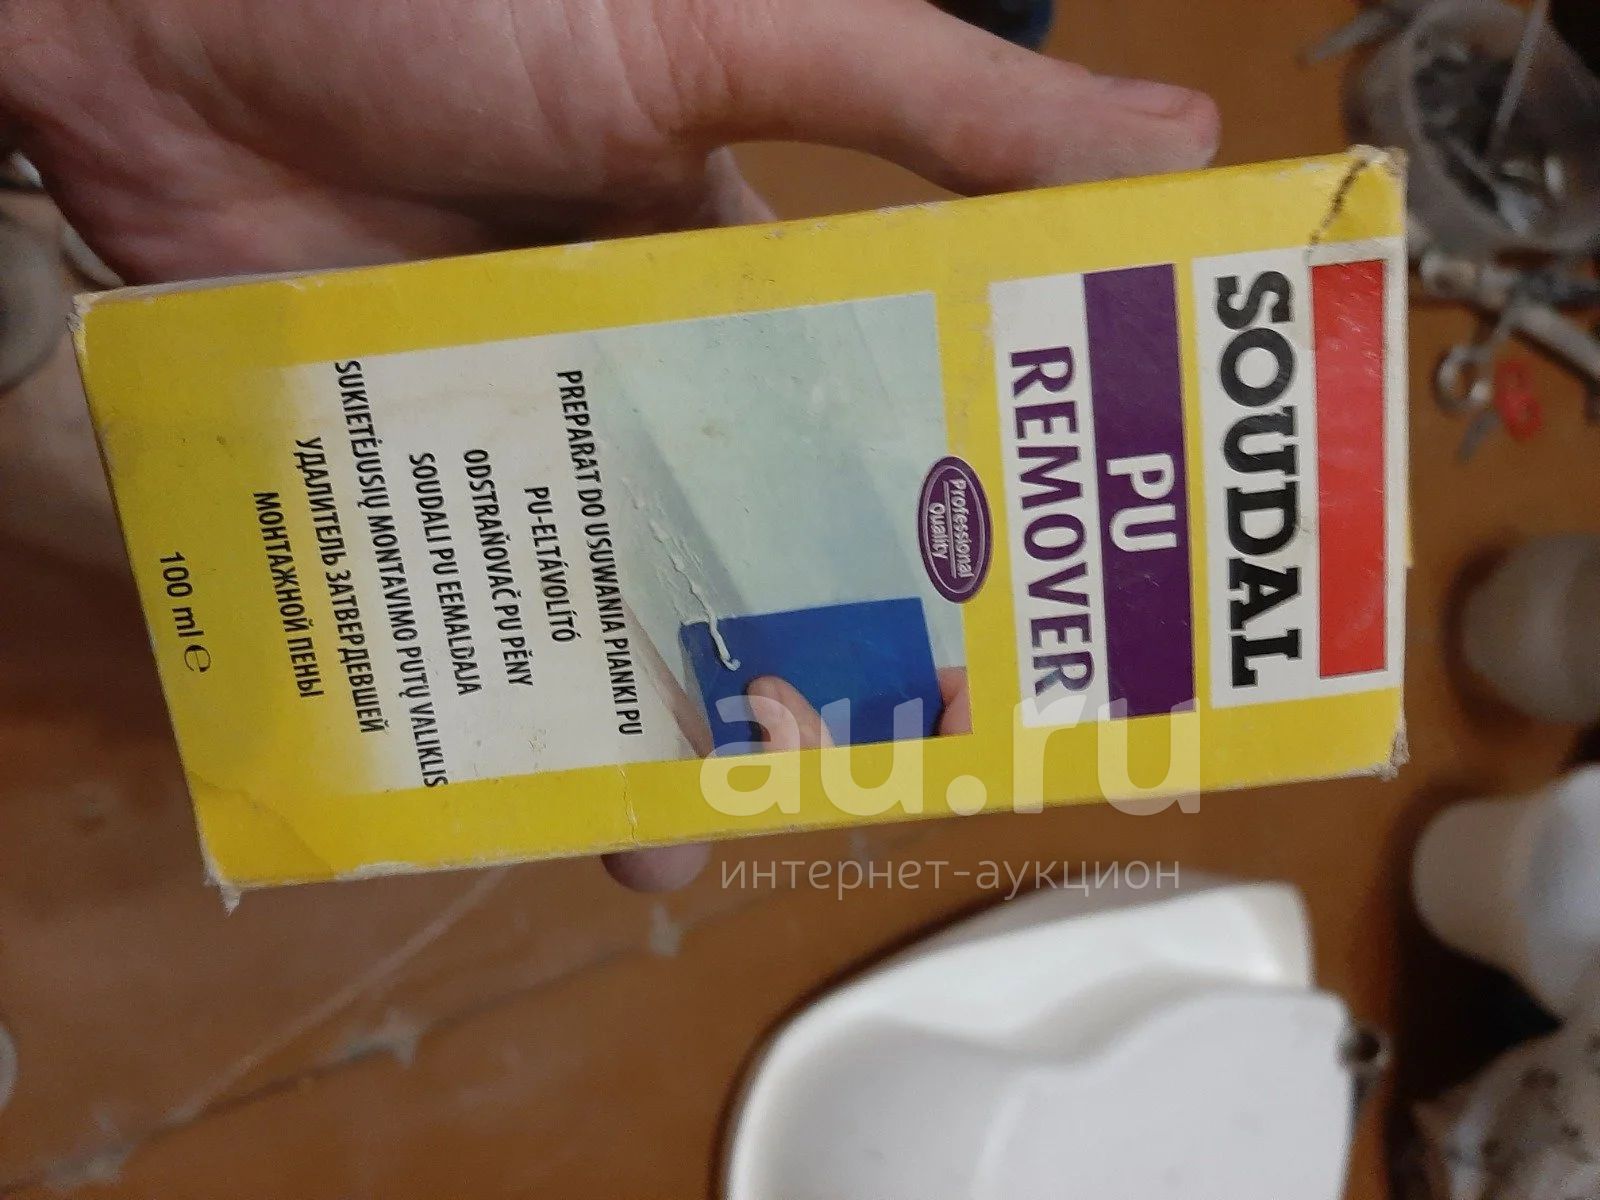 SOUDAL
PU
REMOVER
Professional
Quality
PREPARAT DO USUWANIA PIANKI PU
PU-ELTÁVOLÍTÓ
ODSTRAŇOVAČ PU PĚNY
SOUDALI PU EEMALDAJA
SUKIETĖJUSIŲ MONTAVIMO PUTŲ VALIKLIS
УДАЛИТЕЛЬ ЗАТВЕРДЕВШЕЙ
МОНТАЖНОЙ ПЕНЫ
100 ml e
au.ru
интернет-аукцион